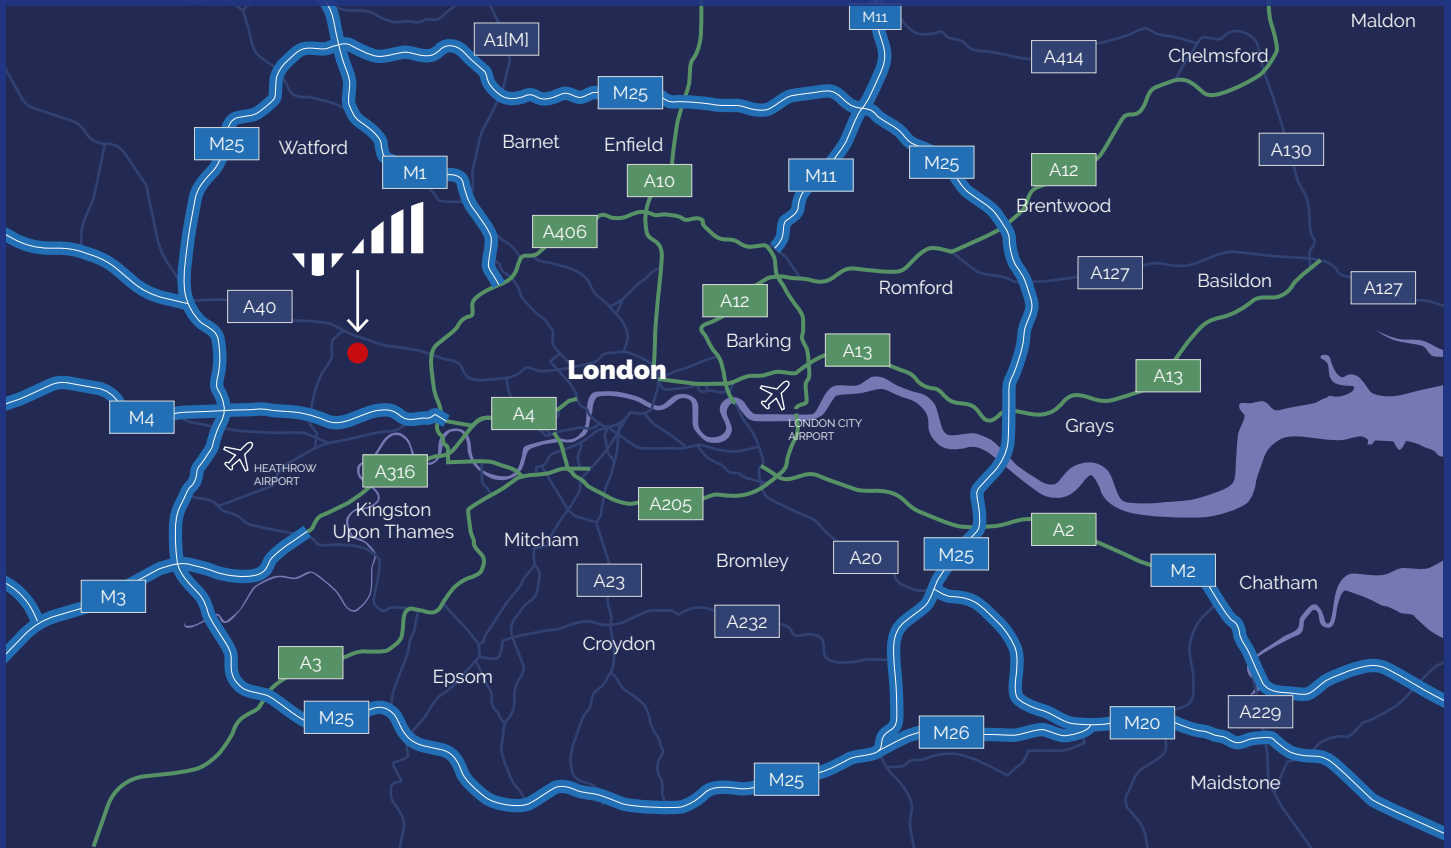 M11
Maldon
A1[M]
A414
Chelmsford
M25
M25
Watford
Barnet
Enfield
A130
M1
A10
M11
M25
A12
Brentwood
A406
A40
A12
Romford
A127
Basildon
A127
Barking
A13
London
A13
M4
A4
LONDON CITY
AIRPORT
Grays
HEATHROW
AIRPORT
A316
Kingston
Upon Thames
A205
Mitcham
A2
Bromley
A20
M25
M2
Chatham
M3
A23
A232
Croydon
A3
Epsom
M25
A229
M26
M20
M25
Maidstone